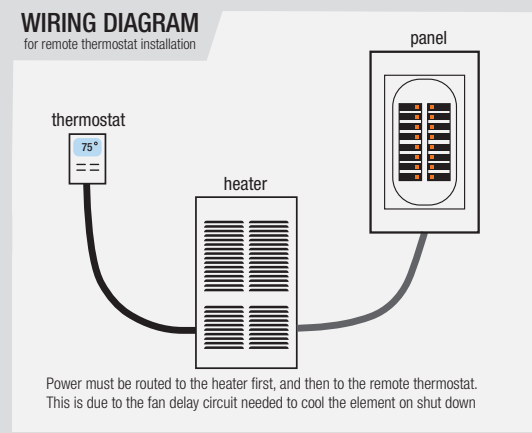 WIRING DIAGRAM
for remote thermostat installation
panel
thermostat
75°
heater
Power must be routed to the heater first, and then to the remote thermostat.
This is due to the fan delay circuit needed to cool the element on shut down